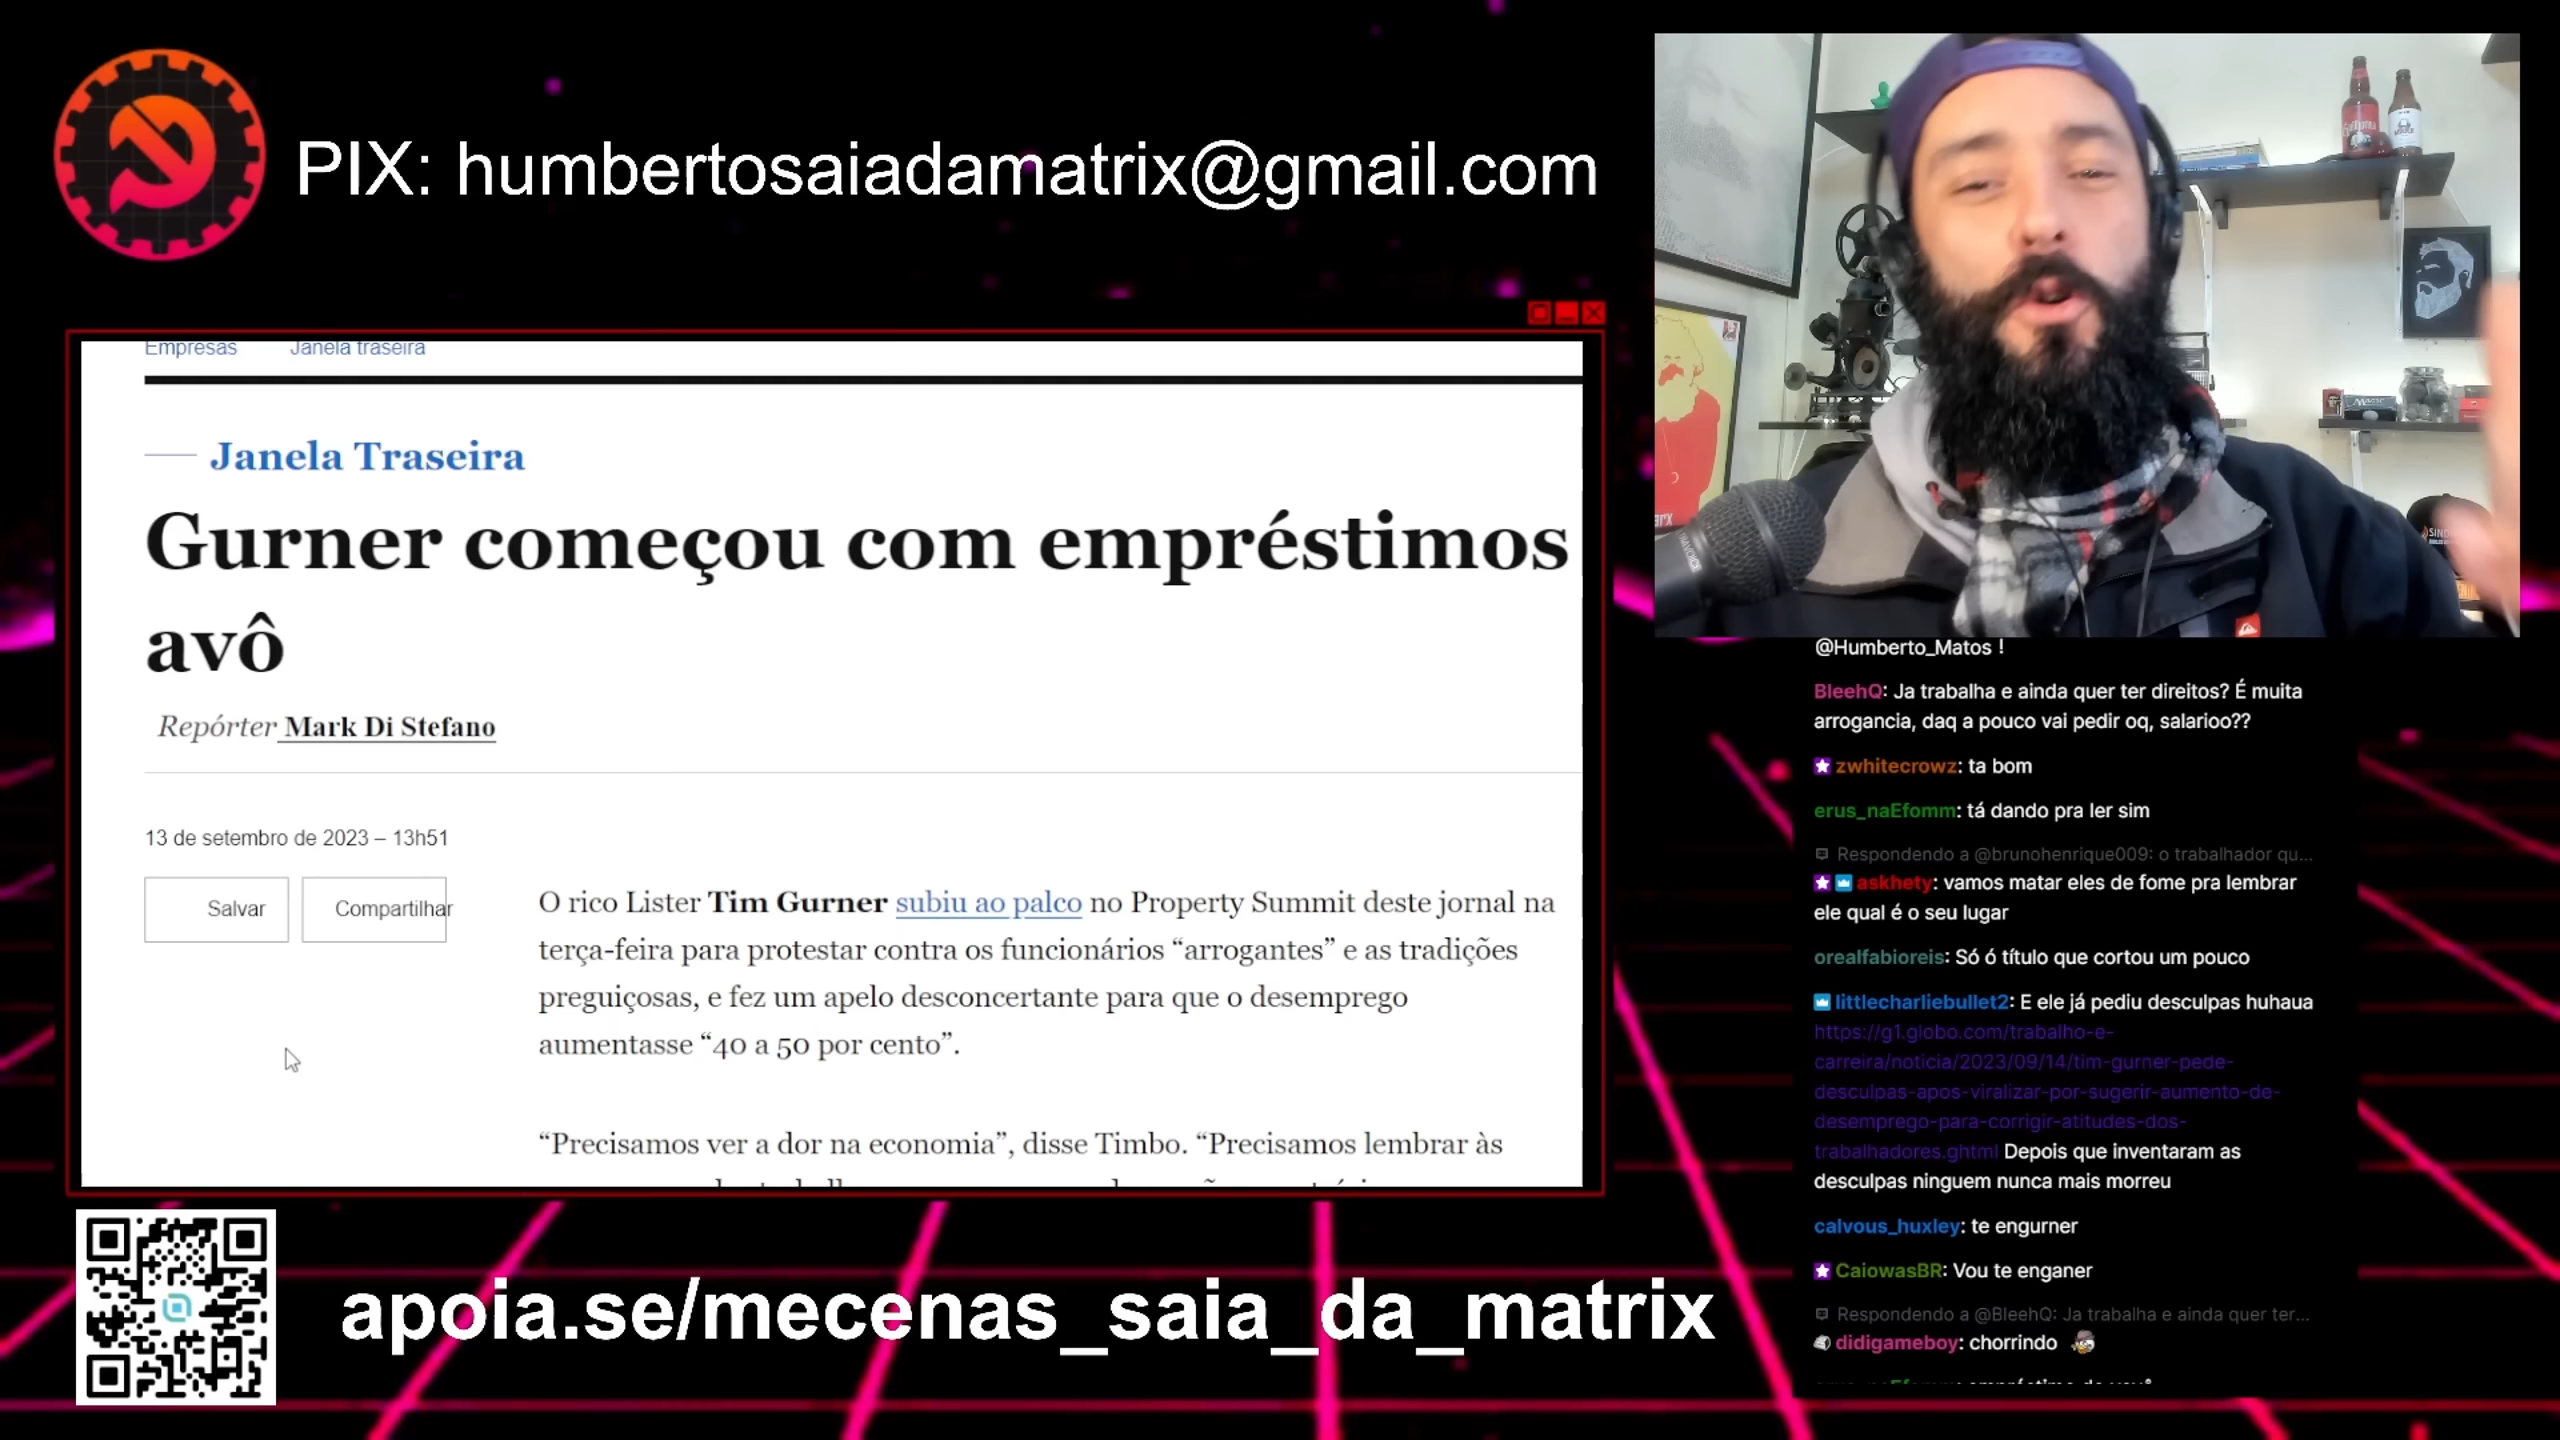 PIX: humbertosaiadamatrix@gmail.com
Empresas Janela traseira
Janela Traseira
Gurner começou com empréstimos
avô
Repórter Mark Di Stefano
13 de setembro de 2023 – 13h51
Salvar Compartilhar
O rico Lister Tim Gurner subiu ao palco no Property Summit deste jornal na
terça-feira para protestar contra os funcionários “arrogantes” e as tradições
preguiçosas, e fez um apelo desconcertante para que o desemprego
aumentasse “40 a 50 por cento”.
“Precisamos ver a dor na economia”, disse Timbo. “Precisamos lembrar às
apoia.se/mecenas_saia_da_matrix
@Humberto_Matos !
BleehQ: Ja trabalha e ainda quer ter direitos? É muita
arrogancia, daq a pouco vai pedir oq, salarioo??
zwhitecrowz: ta bom
erus_naEfomm: tá dando pra ler sim
Respondendo a @brunohenrique009: o trabalhador qu...
askhety: vamos matar eles de fome pra lembrar
ele qual é o seu lugar
orealfabioreis: Só ó título que cortou um pouco
littlecharliebullet2: E ele já pediu desculpas huhaua
https://g1.globo.com/trabalho-e-
carreira/noticia/2023/09/14/tim-gurner-pede-
desculpas-apos-viralizar-por-sugerir-aumento-de-
desemprego-para-corrigir-atitudes-dos-
trabalhadores.ghtml Depois que inventaram as
desculpas ninguem nunca mais morreu
calvous_huxley: te engurner
CaiowasBR: Vou te enganer
Respondendo a @BleehQ: Ja trabalha e ainda quer ter...
didigameboy: chorrindo